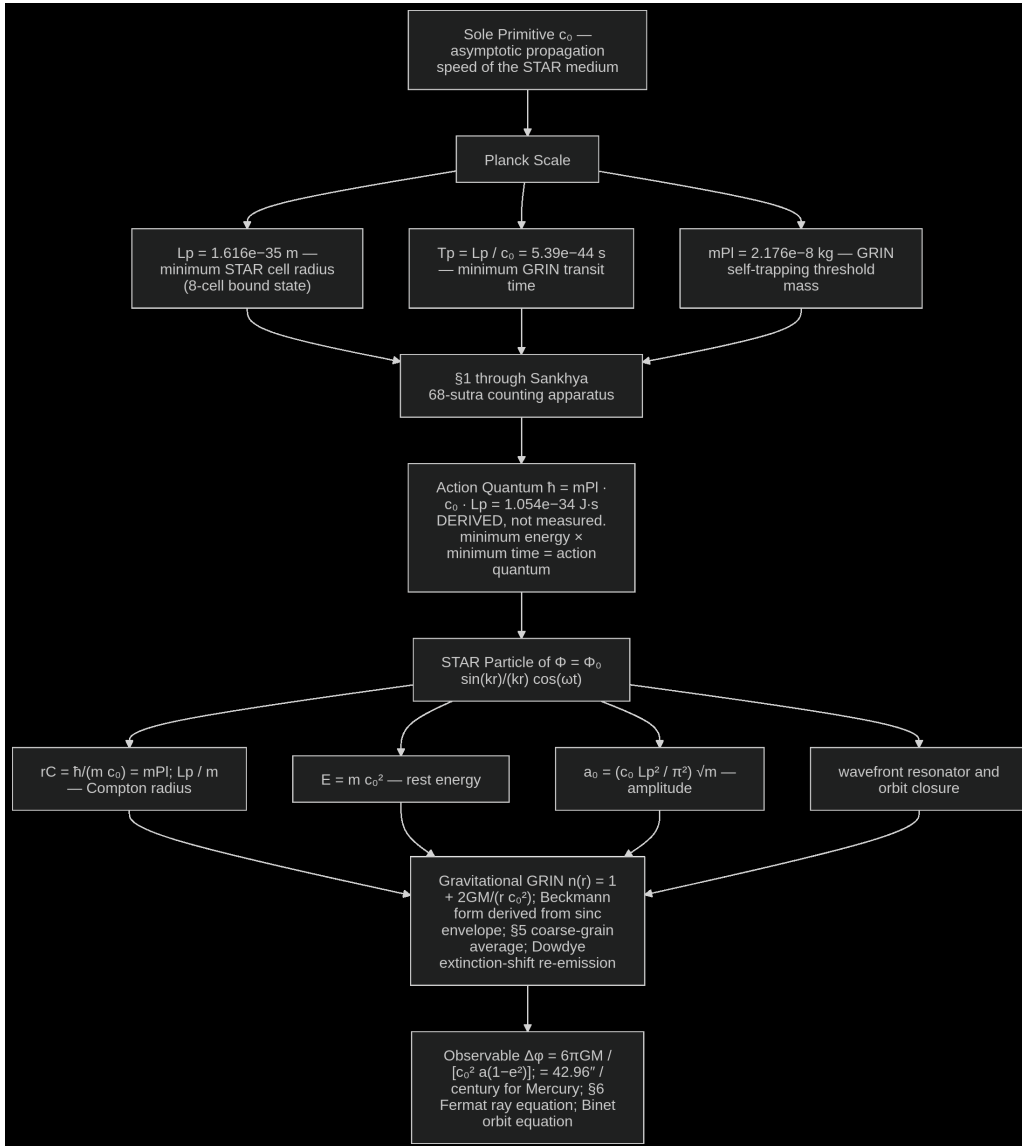 Sole Primitive c₀ —
asymptotic propagation
speed of the STAR medium
Planck Scale
Lp = 1.616e−35 m —
minimum STAR cell radius
(8-cell bound state)
Tp = Lp / c₀ = 5.39e−44 s
— minimum GRIN transit
time
mPl = 2.176e−8 kg — GRIN
self-trapping threshold
mass
§1 through Sankhya
68-sutra counting apparatus
Action Quantum ħ = mPl ·
c₀ · Lp = 1.054e−34 J·s
DERIVED, not measured.
minimum energy ×
minimum time = action
quantum
STAR Particle of Φ = Φ₀
sin(kr)/(kr) cos(ωt)
rC = ħ/(m c₀) = mPl; Lp / m
— Compton radius
E = m c₀² — rest energy
a₀ = (c₀ Lp² / π²) √m —
amplitude
wavefront resonator and
orbit closure
Gravitational GRIN n(r) = 1
+ 2GM/(r c₀²); Beckmann
form derived from sinc
envelope; §5 coarse-grain
average; Dowdye
extinction-shift re-emission
Observable Δφ = 6πGM /
[c₀² a(1−e²)]; = 42.96″ /
century for Mercury; §6
Fermat ray equation; Binet
orbit equation